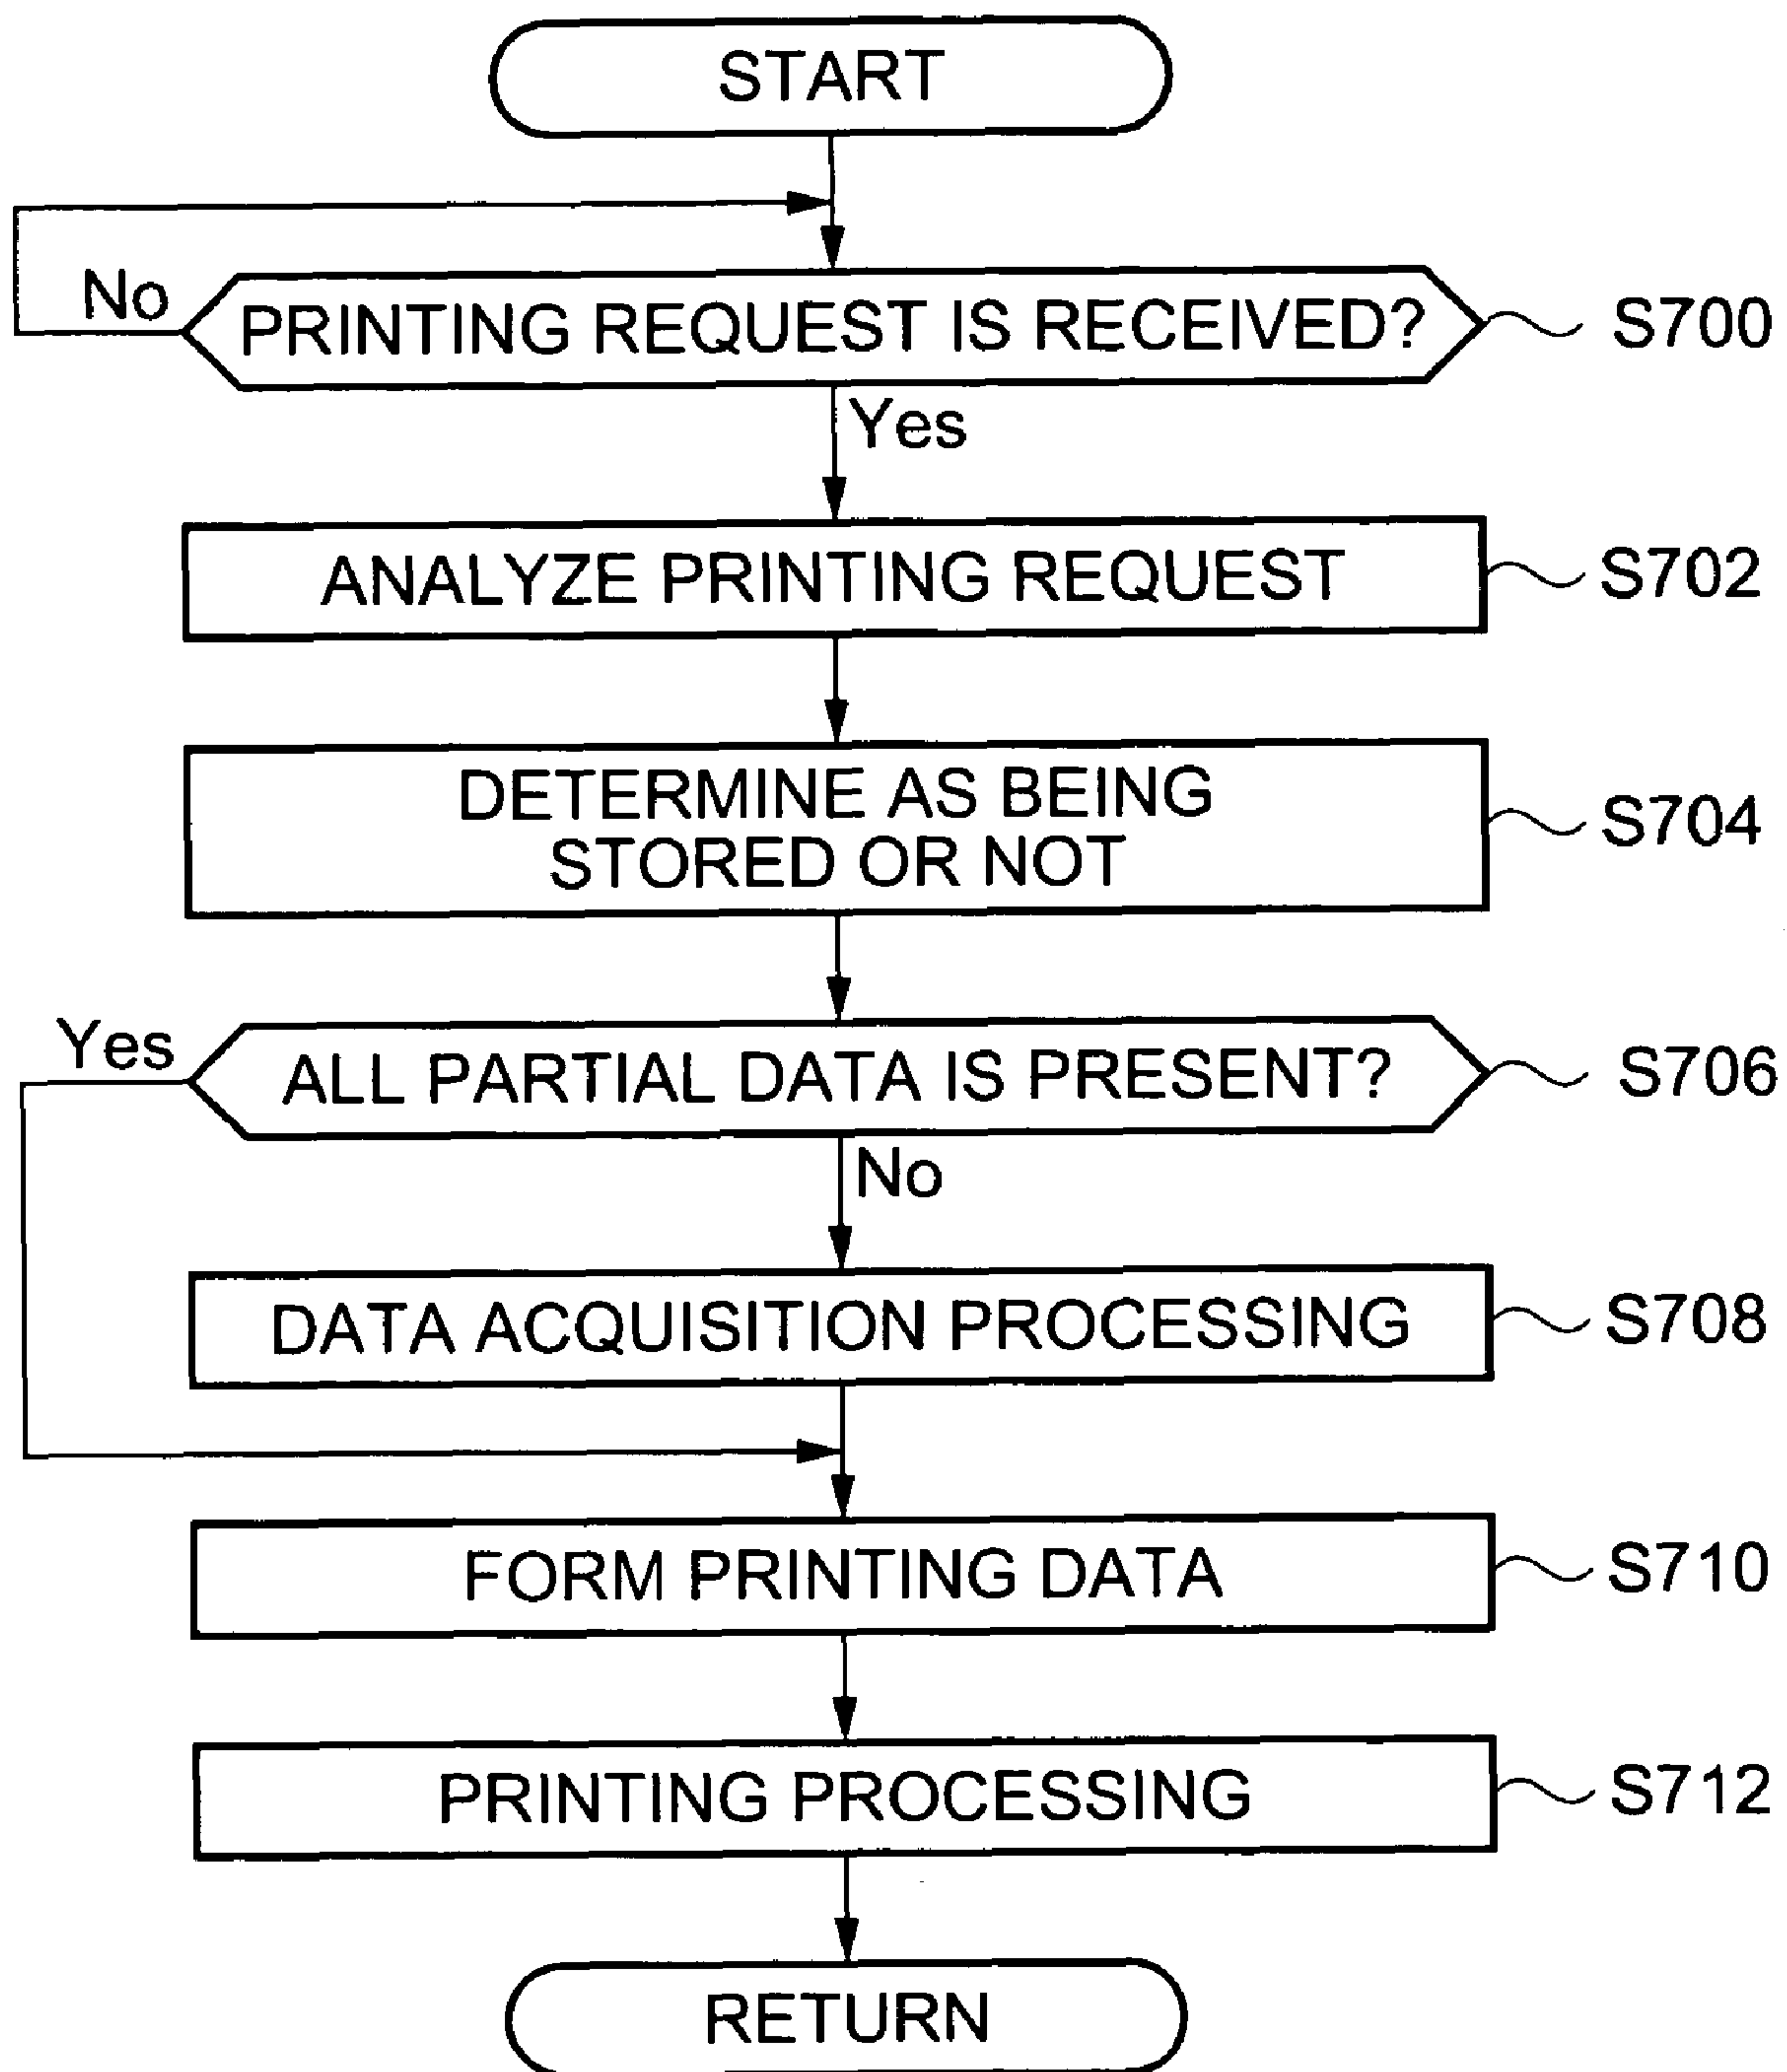 START
No
PRINTING REQUEST IS RECEIVED?
S700
Yes
ANALYZE PRINTING REQUEST
S702
DETERMINE AS BEING
STORED OR NOT
S704
Yes
ALL PARTIAL DATA IS PRESENT?
S706
No
DATA ACQUISITION PROCESSING
S708
FORM PRINTING DATA
S710
PRINTING PROCESSING
S712
RETURN